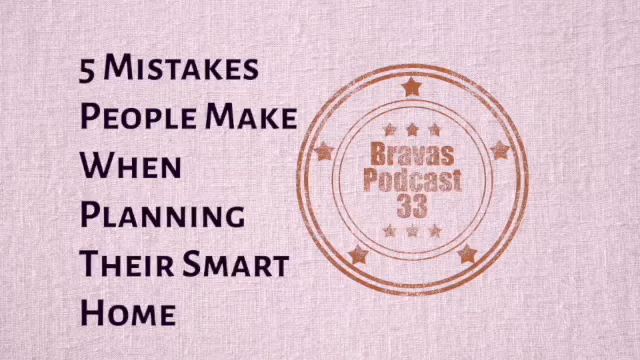 5 Mistakes
People Make
When
Planning
Their Smart
Home
Bravas
Podcast
33